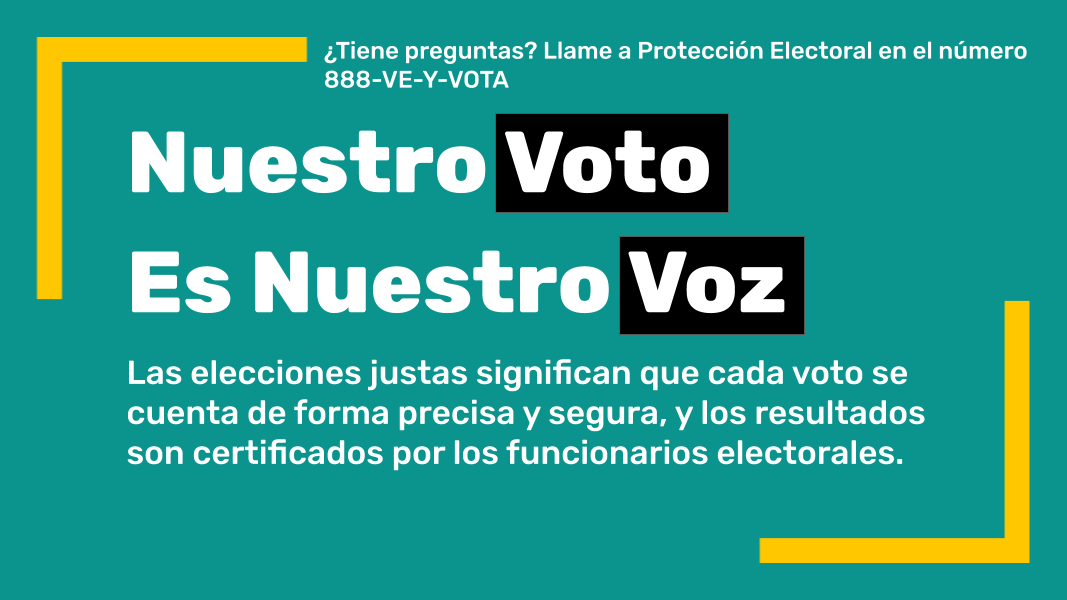 ¿Tiene preguntas? Llame a Protección Electoral en el número
888-VE-Y-VOTA
Nuestro Voto
Es Nuestro Voz
Las elecciones justas significan que cada voto se
cuenta de forma precisa y segura, y los resultados
son certificados por los funcionarios electorales.